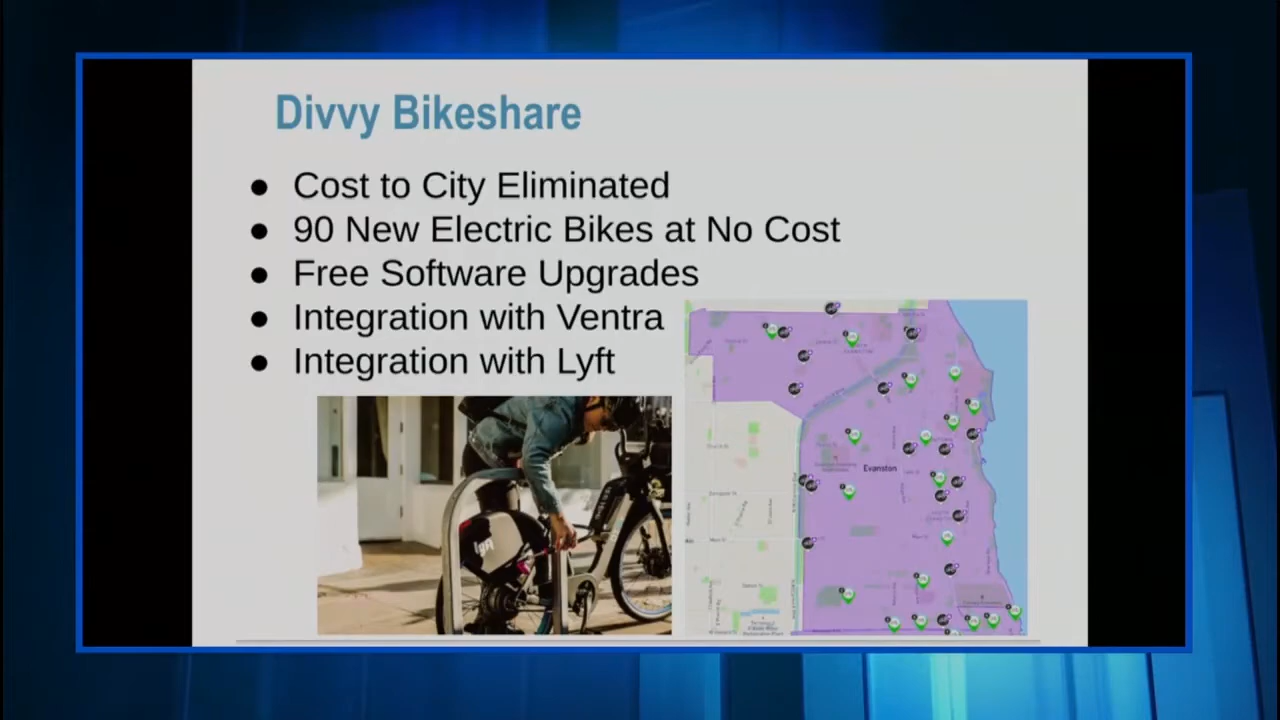 Divvy Bikeshare
● Cost to City Eliminated
● 90 New Electric Bikes at No Cost
● Free Software Upgrades
● Integration with Ventra
● Integration with Lyft
Evanston
lyft